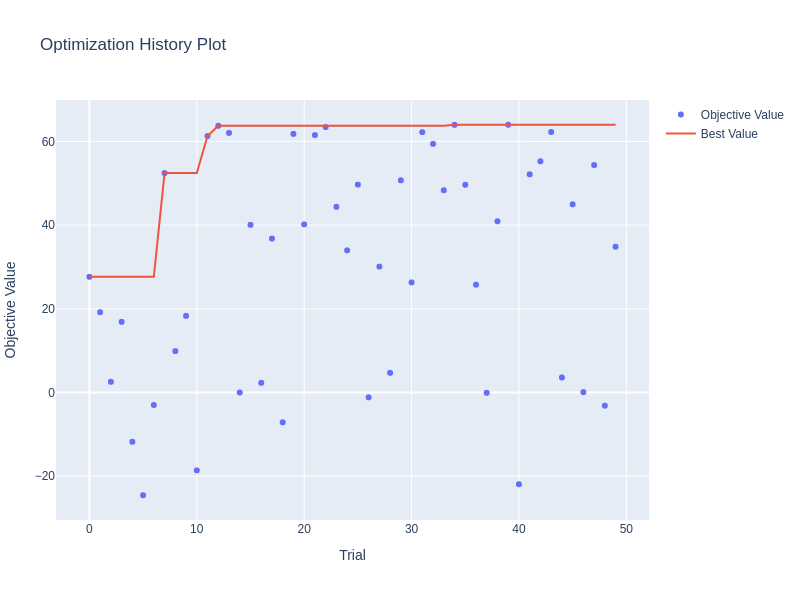 Optimization History Plot
Objective Value
Best Value
60
40
20
0
−20
Objective Value
0
10
20
30
40
50
Trial